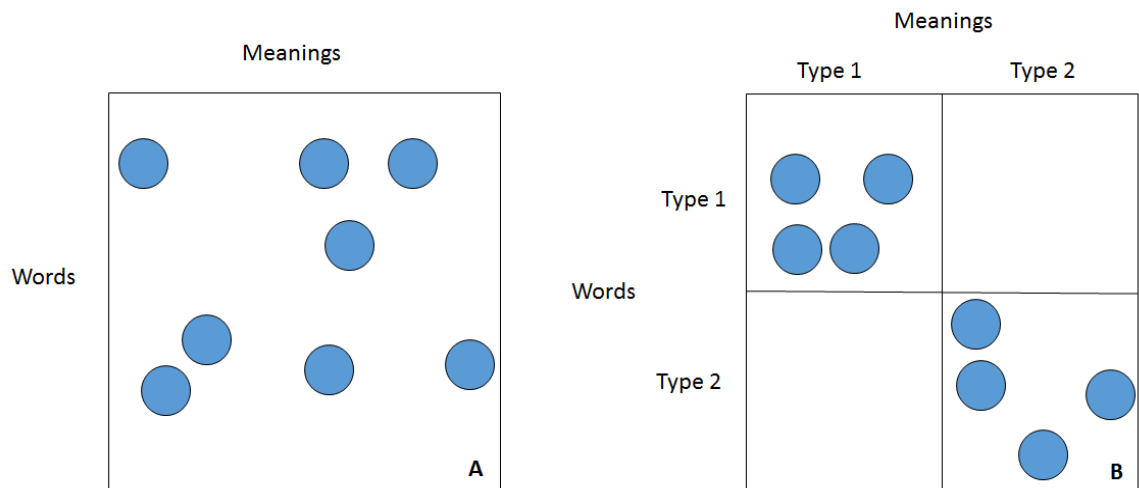 Meanings
Words
A
Meanings
Type 1 Type 2
Type 1
Words
Type 2
B